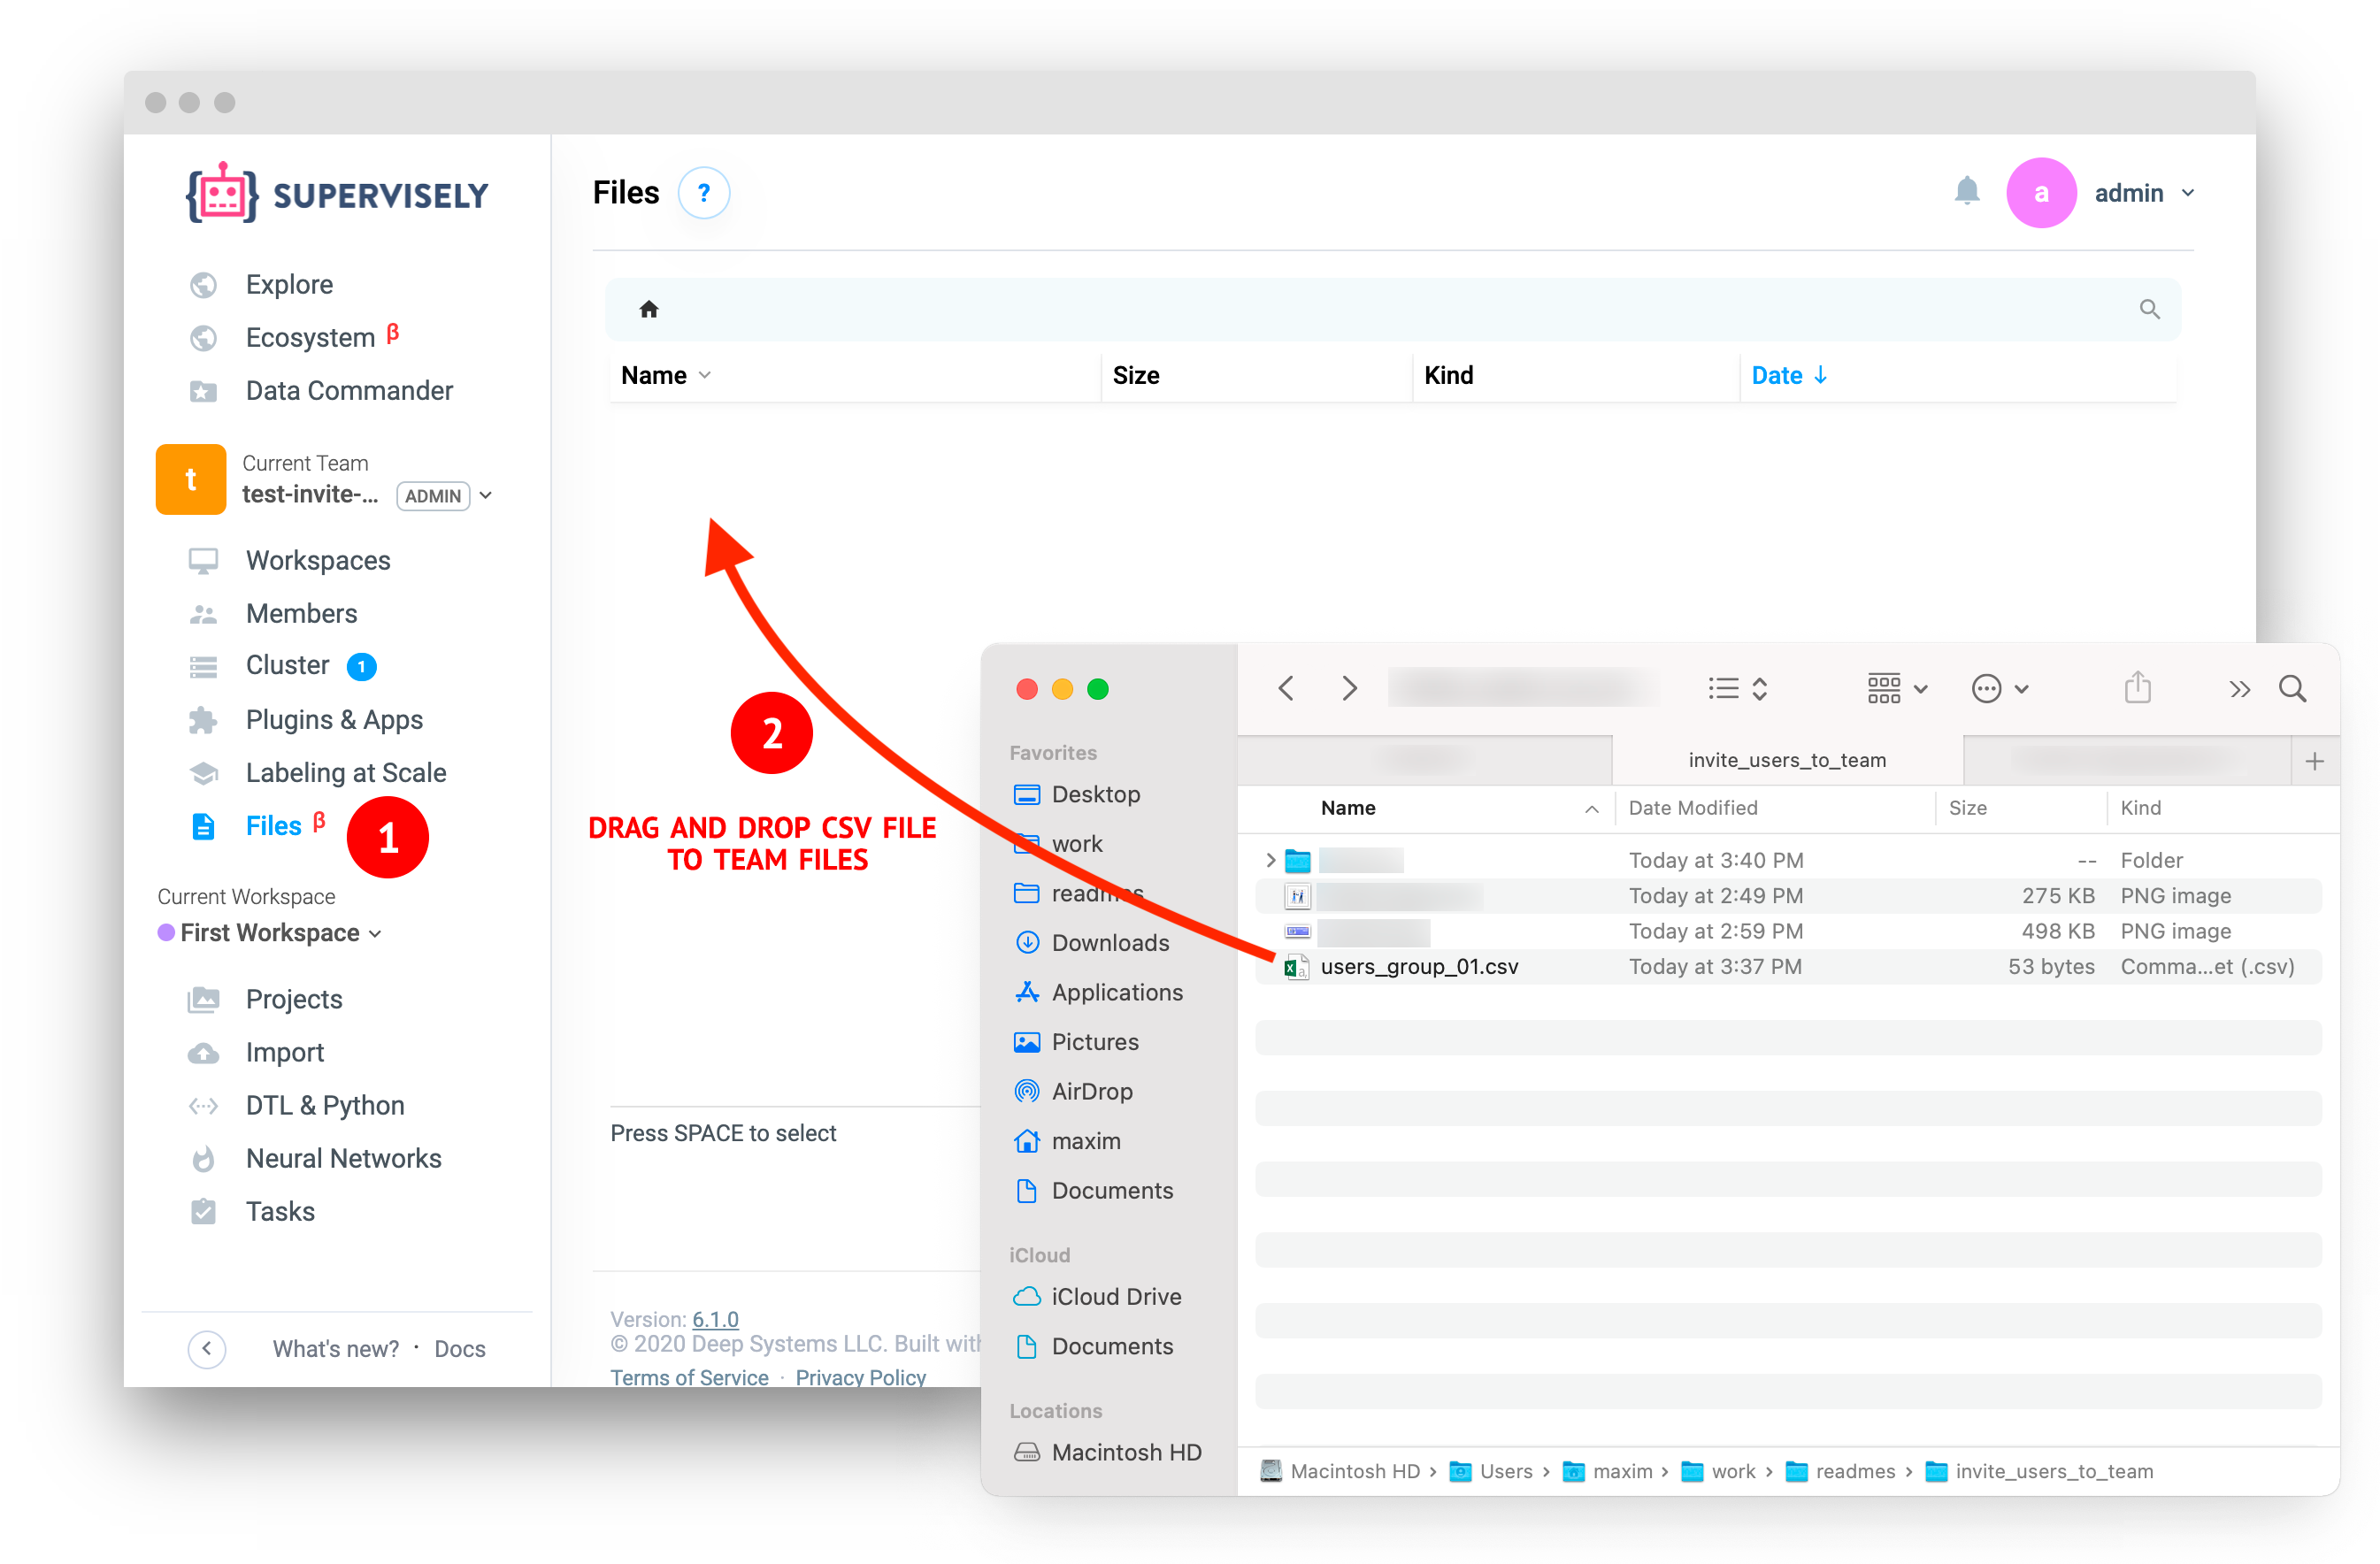 SUPERVISELY
Files ?
a admin
Explore
Ecosystem β
Data Commander
Name Size Kind Date
t
Current Team
test-invite-... ADMIN
Workspaces
Members
Cluster 1
Plugins & Apps
Labeling at Scale
Files β
1
2
DRAG AND DROP CSV FILE
TO TEAM FILES
Current Workspace
First Workspace
Projects
Import
DTL & Python
Neural Networks
Tasks
What's new? · Docs
Press SPACE to select
Version: 6.1.0
© 2020 Deep Systems LLC. Built with
Terms of Service · Privacy Policy
Favorites
Desktop
work
readmes
Downloads
Applications
Pictures
AirDrop
maxim
Documents
iCloud
iCloud Drive
Documents
Locations
Macintosh HD
invite_users_to_team
Name Date Modified Size Kind
Today at 3:40 PM -- Folder
Today at 2:49 PM 275 KB PNG image
Today at 2:59 PM 498 KB PNG image
users_group_01.csv Today at 3:37 PM 53 bytes Comma...et (.csv)
Macintosh HD › Users › maxim › work › readmes › invite_users_to_team